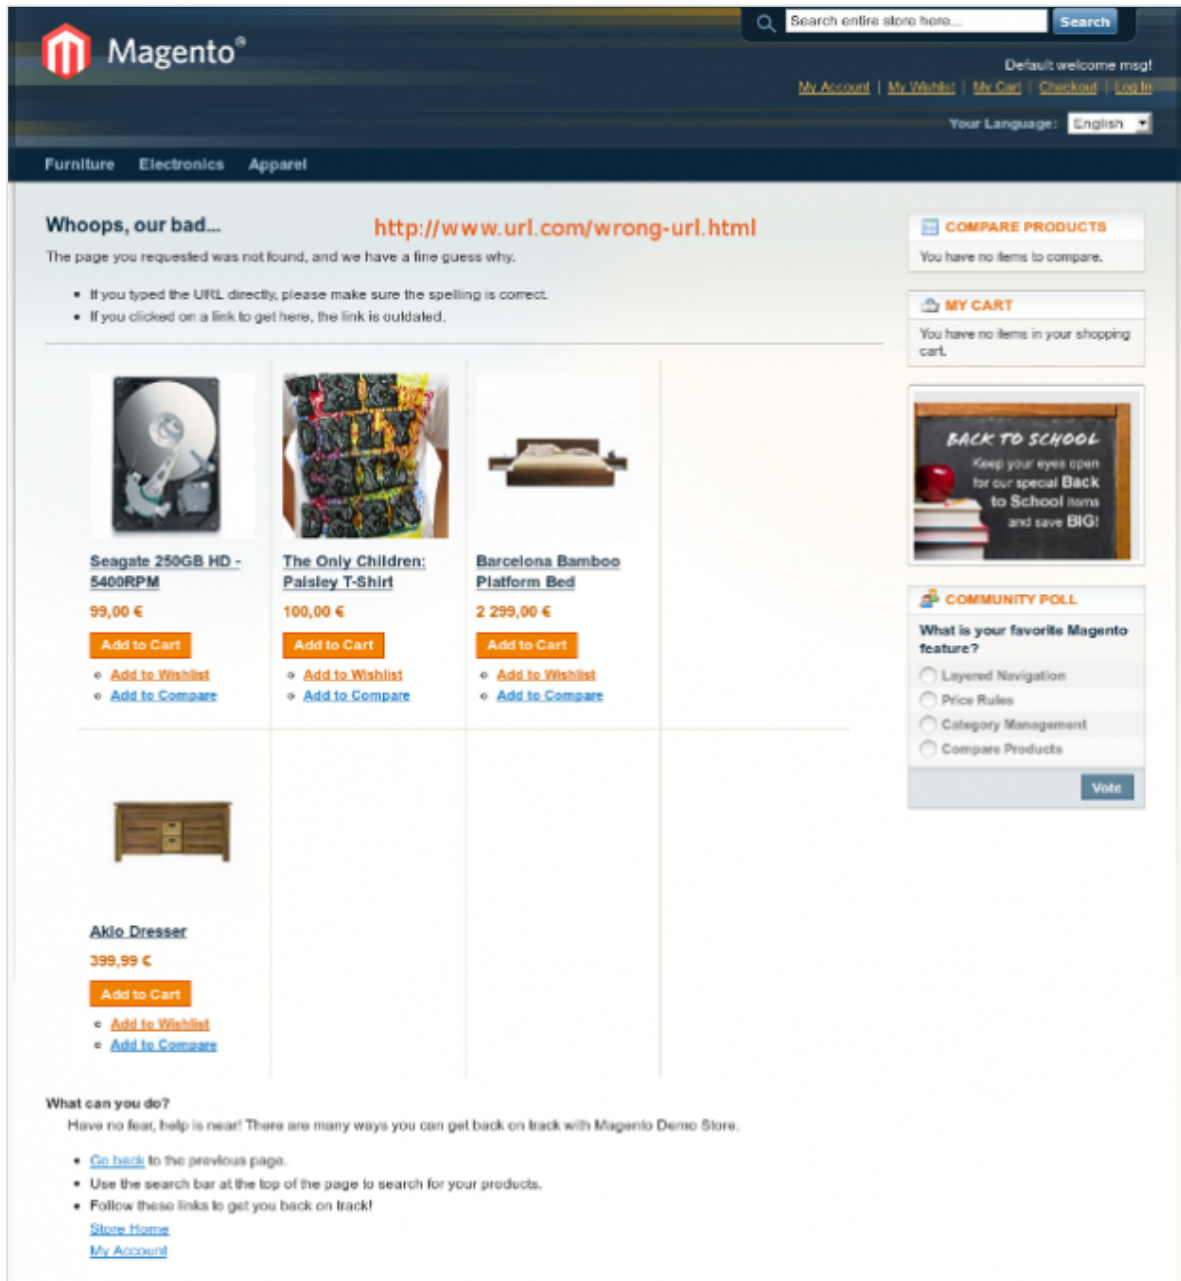 Search entire store here...
Search
Magento®
Default welcome msg!
My Account | My Wishlist | My Cart | Checkout | Log In
Your Language: English
Furniture Electronics Apparel
Whoops, our bad...
http://www.url.com/wrong-url.html
The page you requested was not found, and we have a fine guess why.
• If you typed the URL directly, please make sure the spelling is correct.
• If you clicked on a link to get here, the link is outdated.
Seagate 250GB HD -
5400RPM
99,00 €
Add to Cart
Add to Wishlist
Add to Compare
ONLY
The Only Children:
Paisley T-Shirt
100,00 €
Add to Cart
Add to Wishlist
Add to Compare
Barcelona Bamboo
Platform Bed
2 299,00 €
Add to Cart
Add to Wishlist
Add to Compare
Akio Dresser
399,99 €
Add to Cart
Add to Wishlist
Add to Compare
What can you do?
Have no fear, help is near! There are many ways you can get back on track with Magento Demo Store.
• Go back to the previous page.
• Use the search bar at the top of the page to search for your products.
• Follow these links to get you back on track!
Store Home
My Account
COMPARE PRODUCTS
You have no items to compare.
MY CART
You have no items in your shopping
cart.
BACK TO SCHOOL
Keep your eyes open
for our special Back
to School items
and save BIG!
COMMUNITY POLL
What is your favorite Magento
feature?
Layered Navigation
Price Rules
Category Management
Compare Products
Vote